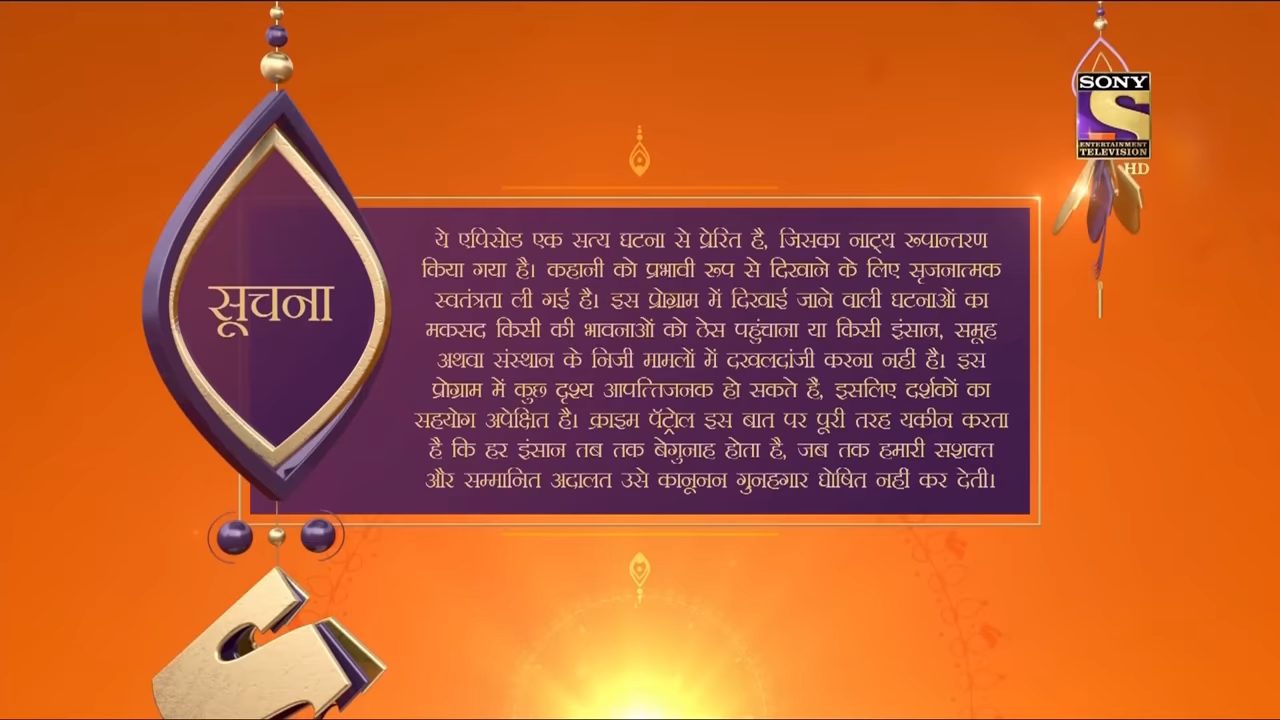 सूचना
ये एपिसोड एक सत्य घटना से प्रेरित है, जिसका नाट्य रूपान्तरण
किया गया है। कहानी को प्रभावी रूप से दिखाने के लिए सृजनात्मक
स्वतंत्रता ली गई है। इस प्रोग्राम में दिखाई जाने वाली घटनाओं का
मकसद किसी की भावनाओं को ठेस पहुंचाना या किसी इंसान, समूह
अथवा संस्थान के निजी मामलों में दखलदांजी करना नहीं है। इस
प्रोग्राम में कुछ दृश्य आपत्तिजनक हो सकते हैं, इसलिए दर्शकों का
सहयोग अपेक्षित है। क्राइम पॅट्रोल इस बात पर पूरी तरह यकीन करता
है कि हर इंसान तब तक बेगुनाह होता है, जब तक हमारी सशक्त
और सम्मानित अदालत उसे कानूनन गुनहगार घोषित नहीं कर देती।
SONY
ENTERTAINMENT
TELEVISION
HD